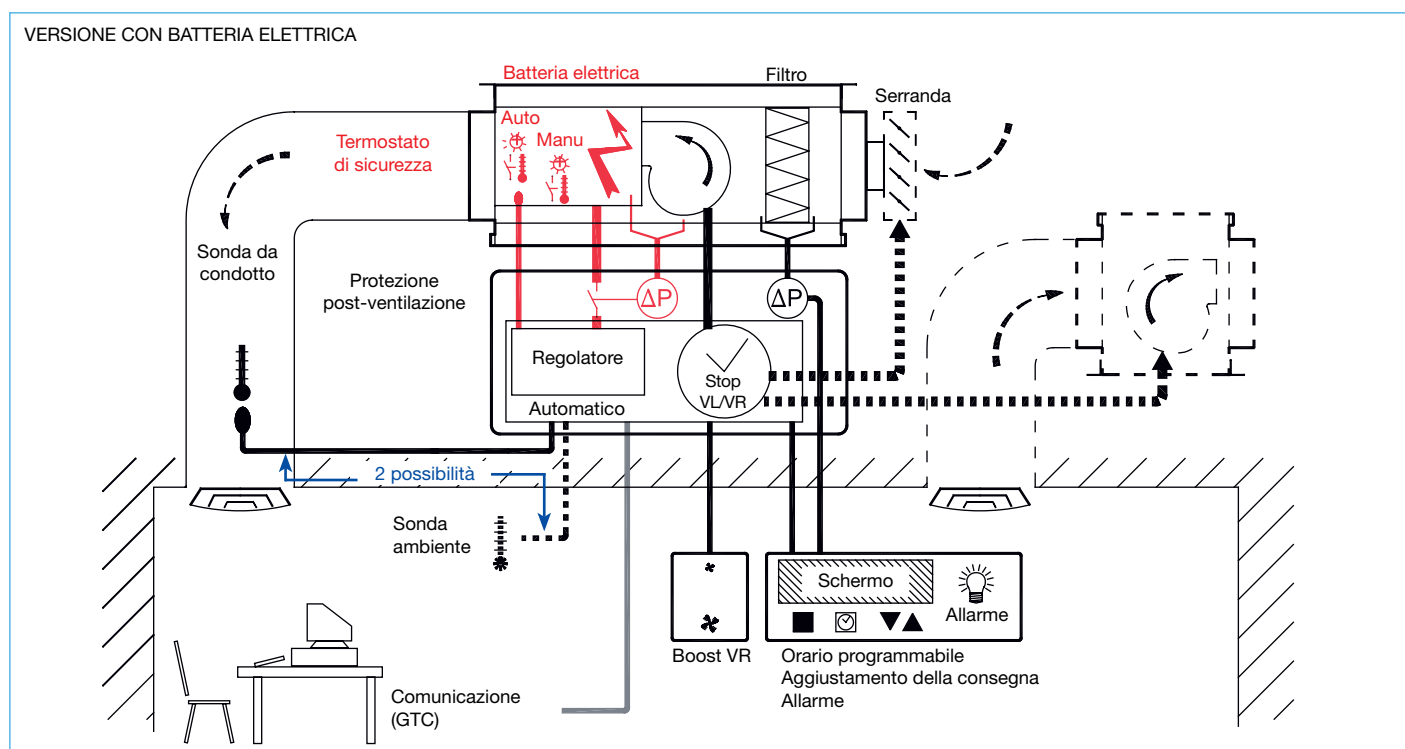 VERSIONE CON BATTERIA ELETTRICA
Batteria elettrica
Filtro
Serranda
Auto
Manu
Termostato
di sicurezza
Sonda da
condotto
Protezione
post-ventilazione
ΔP
ΔP
Regolatore
Stop
VL/VR
Automatico
2 possibilità
Sonda
ambiente
Schermo
Allarme
Boost VR
Orario programmabile
Aggiustamento della consegna
Allarme
Comunicazione
(GTC)